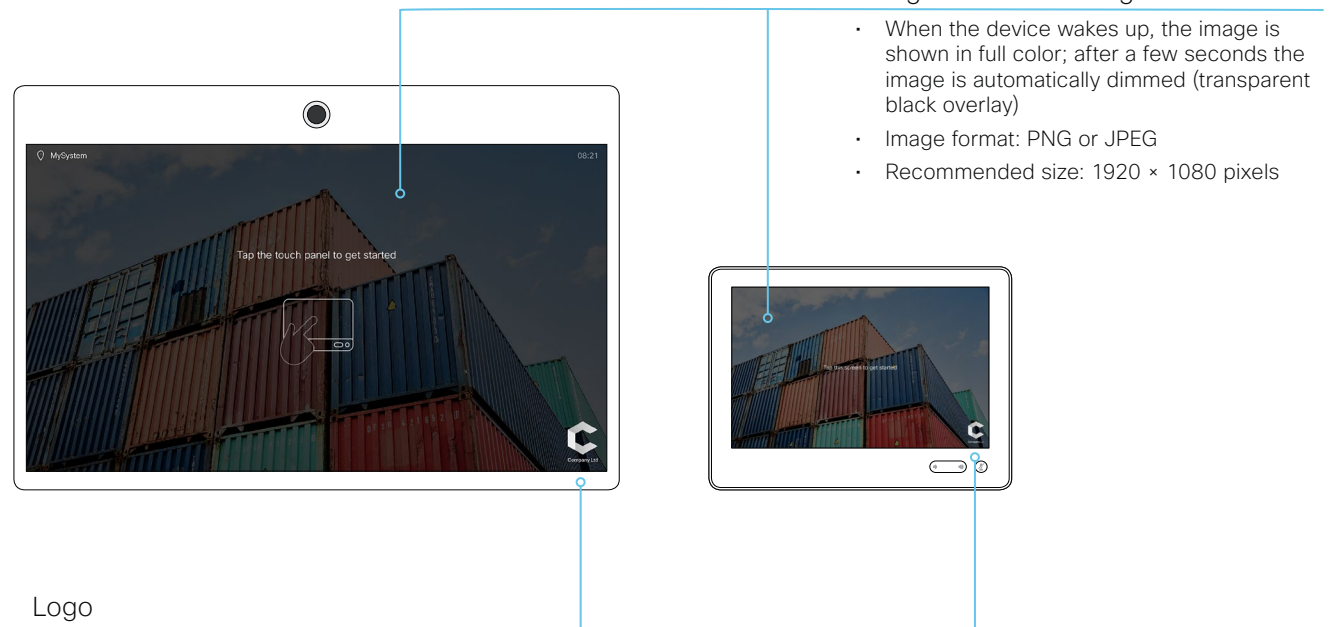 • When the device wakes up, the image is
shown in full color; after a few seconds the
image is automatically dimmed (transparent
black overlay)
• Image format: PNG or JPEG
• Recommended size: 1920 × 1080 pixels
MySystem
08:21
Tap the touch panel to get started
Company Ltd
Tap the screen to get started!
Logo